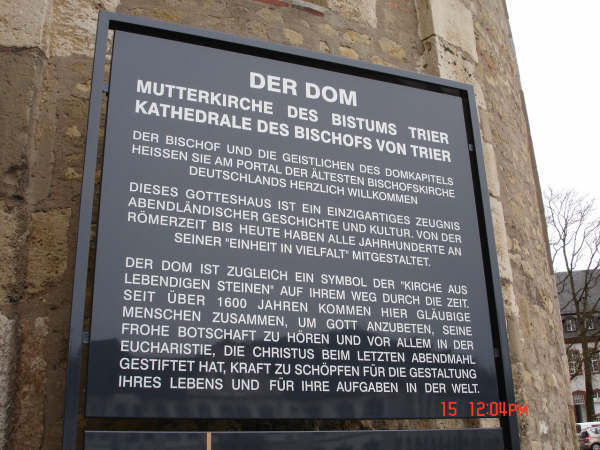 DER DOM
MUTTERKIRCHE DES BISTUMS TRIER
KATHEDRALE DES BISCHOFS VON TRIER
DER BISCHOF UND DIE GEISTLICHEN DES DOMKAPITELS
HEISSEN SIE AM PORTAL DER ÄLTESTEN BISCHOFSKIRCHE
DEUTSCHLANDS HERZLICH WILLKOMMEN
DIESES GOTTESHAUS IST EIN EINZIGARTIGES ZEUGNIS
ABENDLÄNDISCHER GESCHICHTE UND KULTUR. VON DER
RÖMERZEIT BIS HEUTE HABEN ALLE JAHRHUNDERTE AN
SEINER "EINHEIT IN VIELFALT" MITGESTALTET.
DER DOM IST ZUGLEICH EIN SYMBOL DER "KIRCHE AUS
LEBENDIGEN STEINEN" AUF IHREM WEG DURCH DIE ZEIT.
SEIT ÜBER 1600 JAHREN KOMMEN HIER GLÄUBIGE
MENSCHEN ZUSAMMEN, UM GOTT ANZUBETEN, SEINE
FROHE BOTSCHAFT ZU HÖREN UND VOR ALLEM IN DER
EUCHARISTIE, DIE CHRISTUS BEIM LETZTEN ABENDMAHL
GESTIFTET HAT, KRAFT ZU SCHÖPFEN FÜR DIE GESTALTUNG
IHRES LEBENS UND FÜR IHRE AUFGABEN IN DER WELT.
15 12:04PM